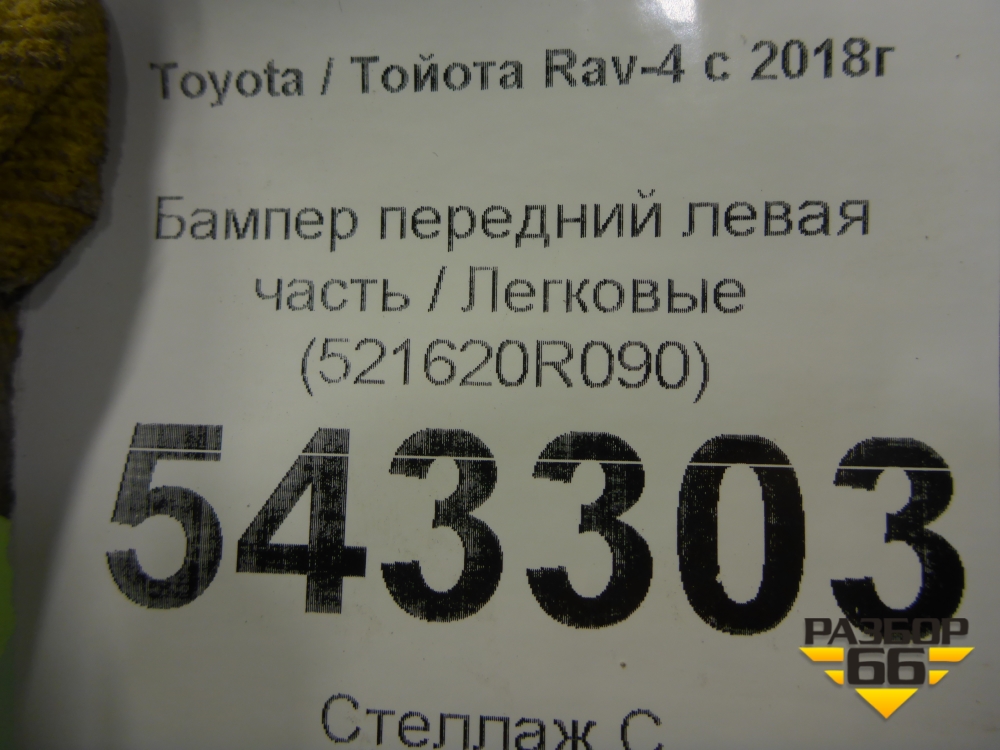 Toyota / Тойота Rav-4 с 2018г
Бампер передний левая
часть / Легковые
(521620R090)
543303
РАЗБОР
66
Стеллаж С